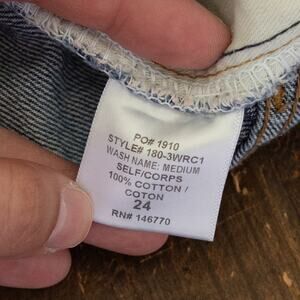 PO# 1910
STYLE# 180-3WRC1
WASH NAME: MEDIUM
SELF/CORPS
100% COTTON /
COTON
24
RN# 146770